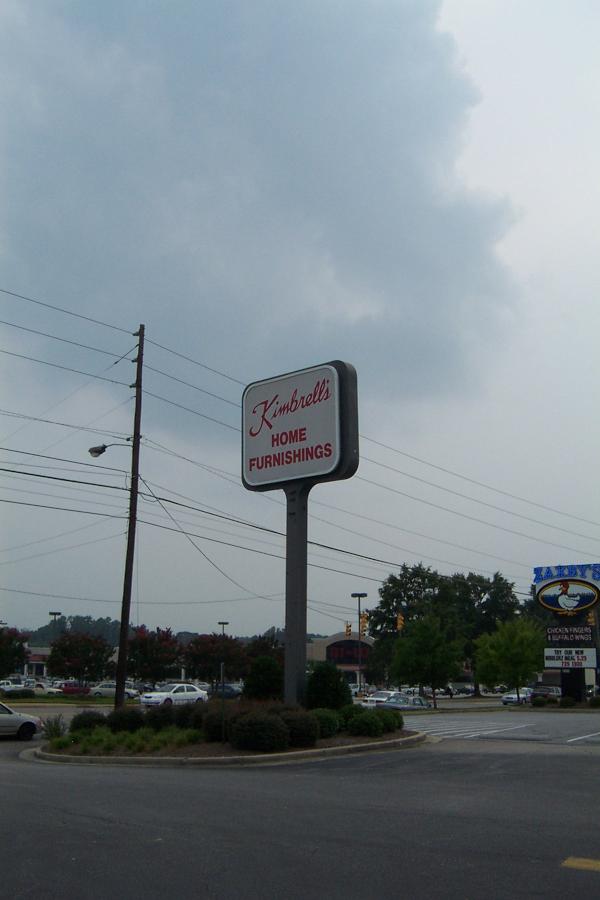 Kimbrell's
HOME
FURNISHINGS
ZAXBY'S
CHICKEN FINGERS
& BUFFALO WINGS
TRY OUR NEW